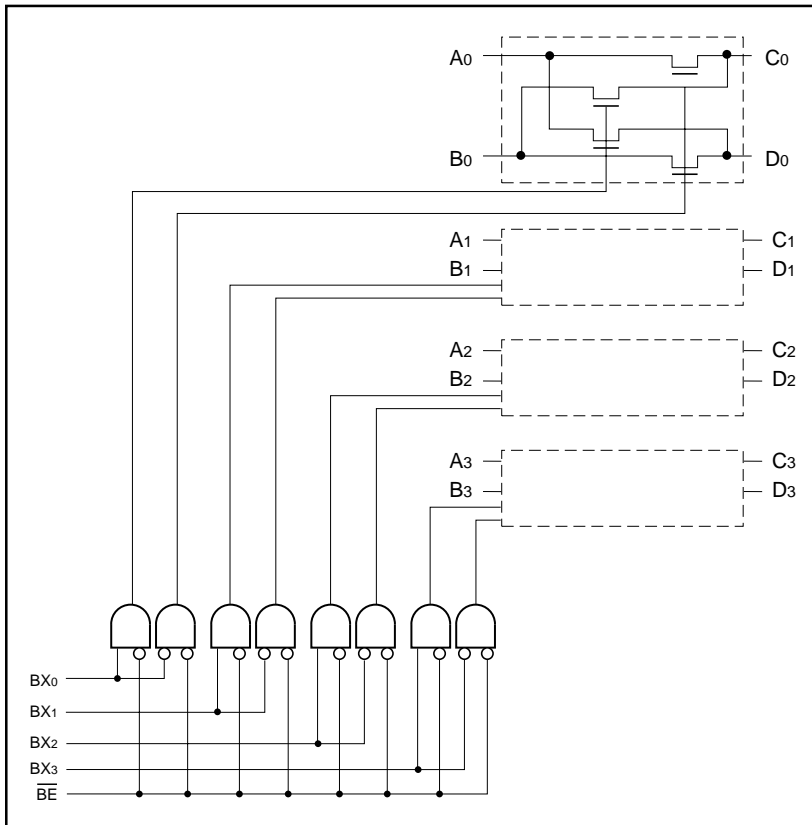 A0 C0
B0 D0
A1 C1
B1 D1
A2 C2
B2 D2
A3 C3
B3 D3
BX0
BX1
BX2
BX3
B̅E̅